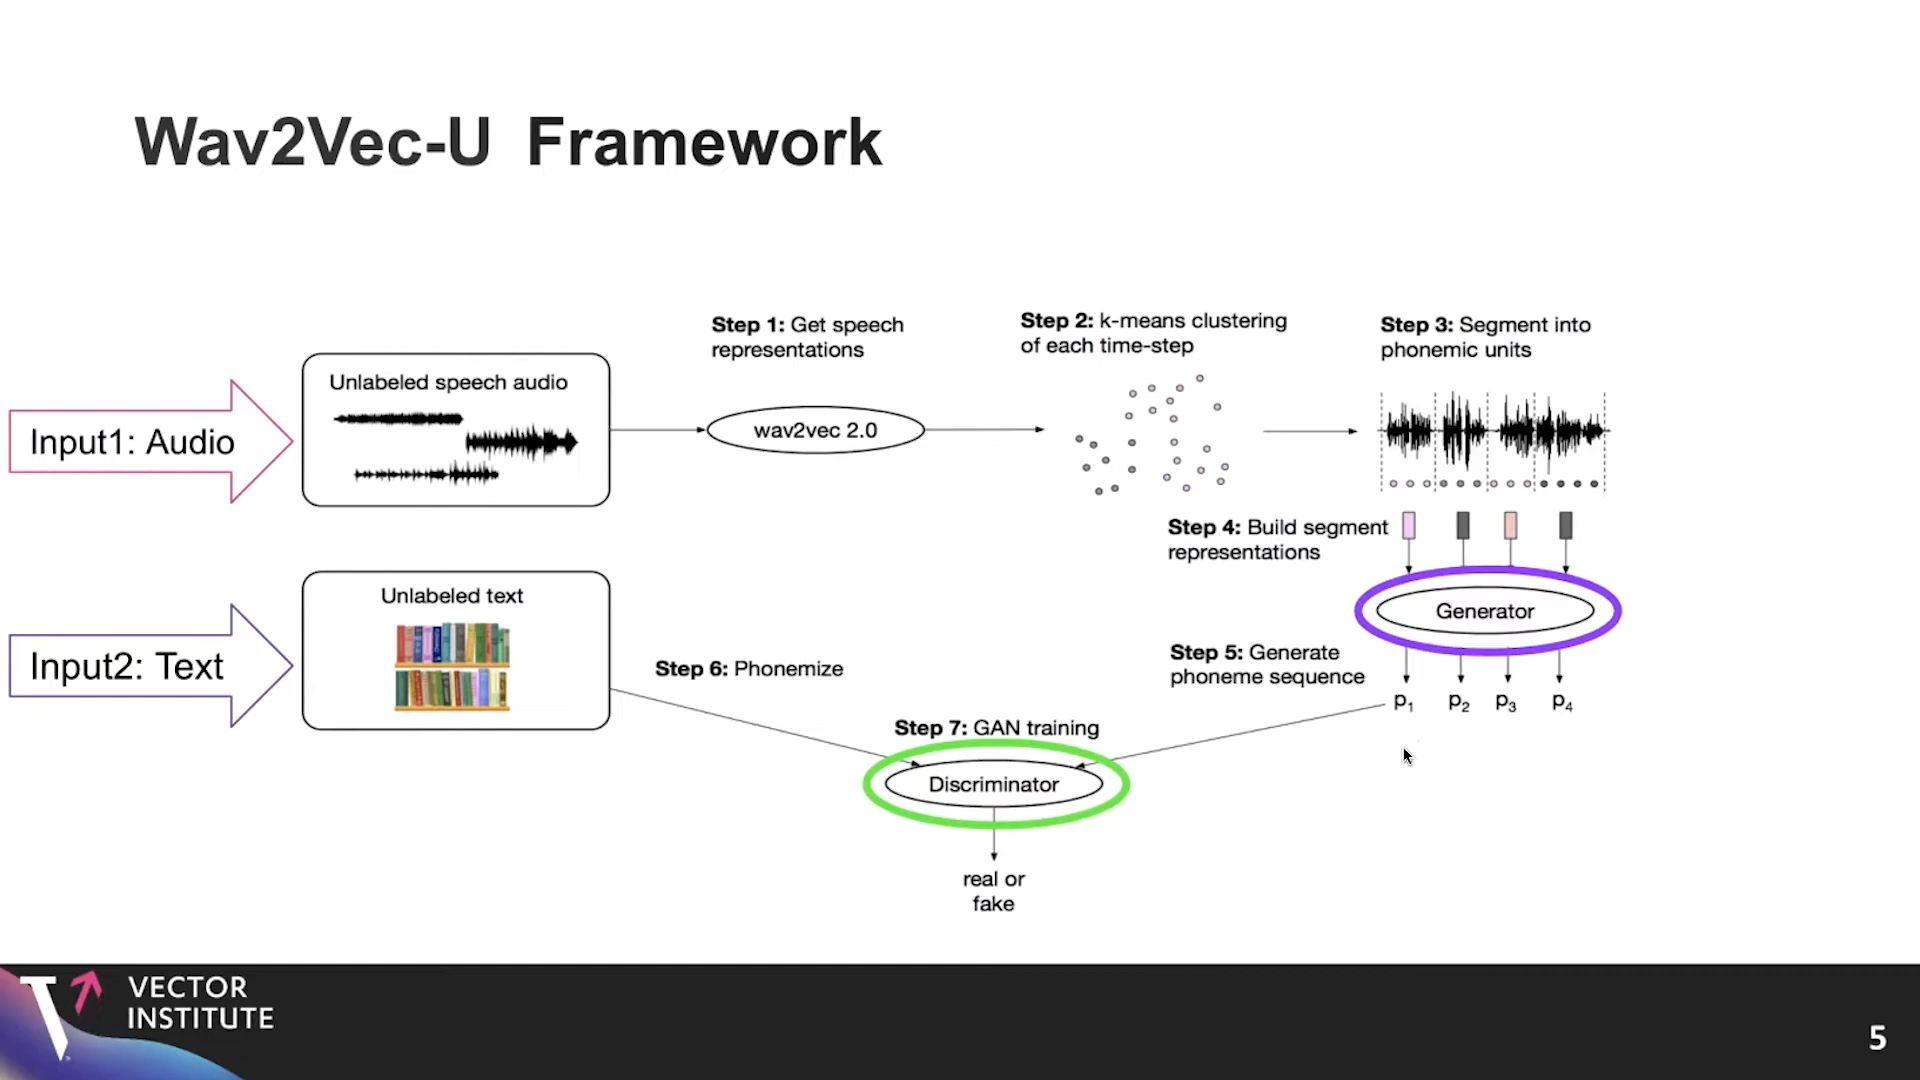 Wav2Vec-U Framework
Input1: Audio
Unlabeled speech audio
Step 1: Get speech
representations
wav2vec 2.0
Step 2: k-means clustering
of each time-step
Step 3: Segment into
phonemic units
Step 4: Build segment
representations
Generator
Step 5: Generate
phoneme sequence
p1 p2 p3 p4
Input2: Text
Unlabeled text
Step 6: Phonemize
Step 7: GAN training
Discriminator
real or
fake
VECTOR
INSTITUTE
5